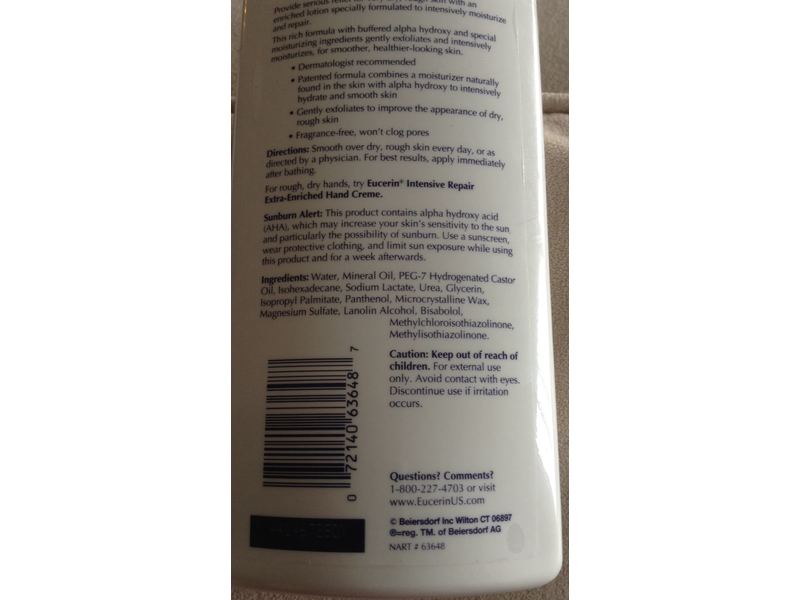 Provide serious relief for very dry, rough skin with an
enriched lotion specially formulated to intensively moisturize
and repair.
This rich formula with buffered alpha hydroxy and special
moisturizing ingredients gently exfoliates and intensively
moisturizes, for smoother, healthier-looking skin.
• Dermatologist recommended
• Patented formula combines a moisturizer naturally
found in the skin with alpha hydroxy to intensively
hydrate and smooth skin
• Gently exfoliates to improve the appearance of dry,
rough skin
• Fragrance-free, won't clog pores
Directions: Smooth over dry, rough skin every day, or as
directed by a physician. For best results, apply immediately
after bathing.
For rough, dry hands, try Eucerin® Intensive Repair
Extra-Enriched Hand Creme.
Sunburn Alert: This product contains alpha hydroxy acid
(AHA), which may increase your skin's sensitivity to the sun
and particularly the possibility of sunburn. Use a sunscreen,
wear protective clothing, and limit sun exposure while using
this product and for a week afterwards.
Ingredients: Water, Mineral Oil, PEG-7 Hydrogenated Castor
Oil, Isohexadecane, Sodium Lactate, Urea, Glycerin,
Isopropyl Palmitate, Panthenol, Microcrystalline Wax,
Magnesium Sulfate, Lanolin Alcohol, Bisabolol,
Methylchloroisothiazolinone,
Methylisothiazolinone.
Caution: Keep out of reach of
children. For external use
only. Avoid contact with eyes.
Discontinue use if irritation
occurs.
0 72140 63648 7
Questions? Comments?
1-800-227-4703 or visit
www.EucerinUS.com
© Beiersdorf Inc Wilton CT 06897
®=reg. TM. of Beiersdorf AG
NART # 63648